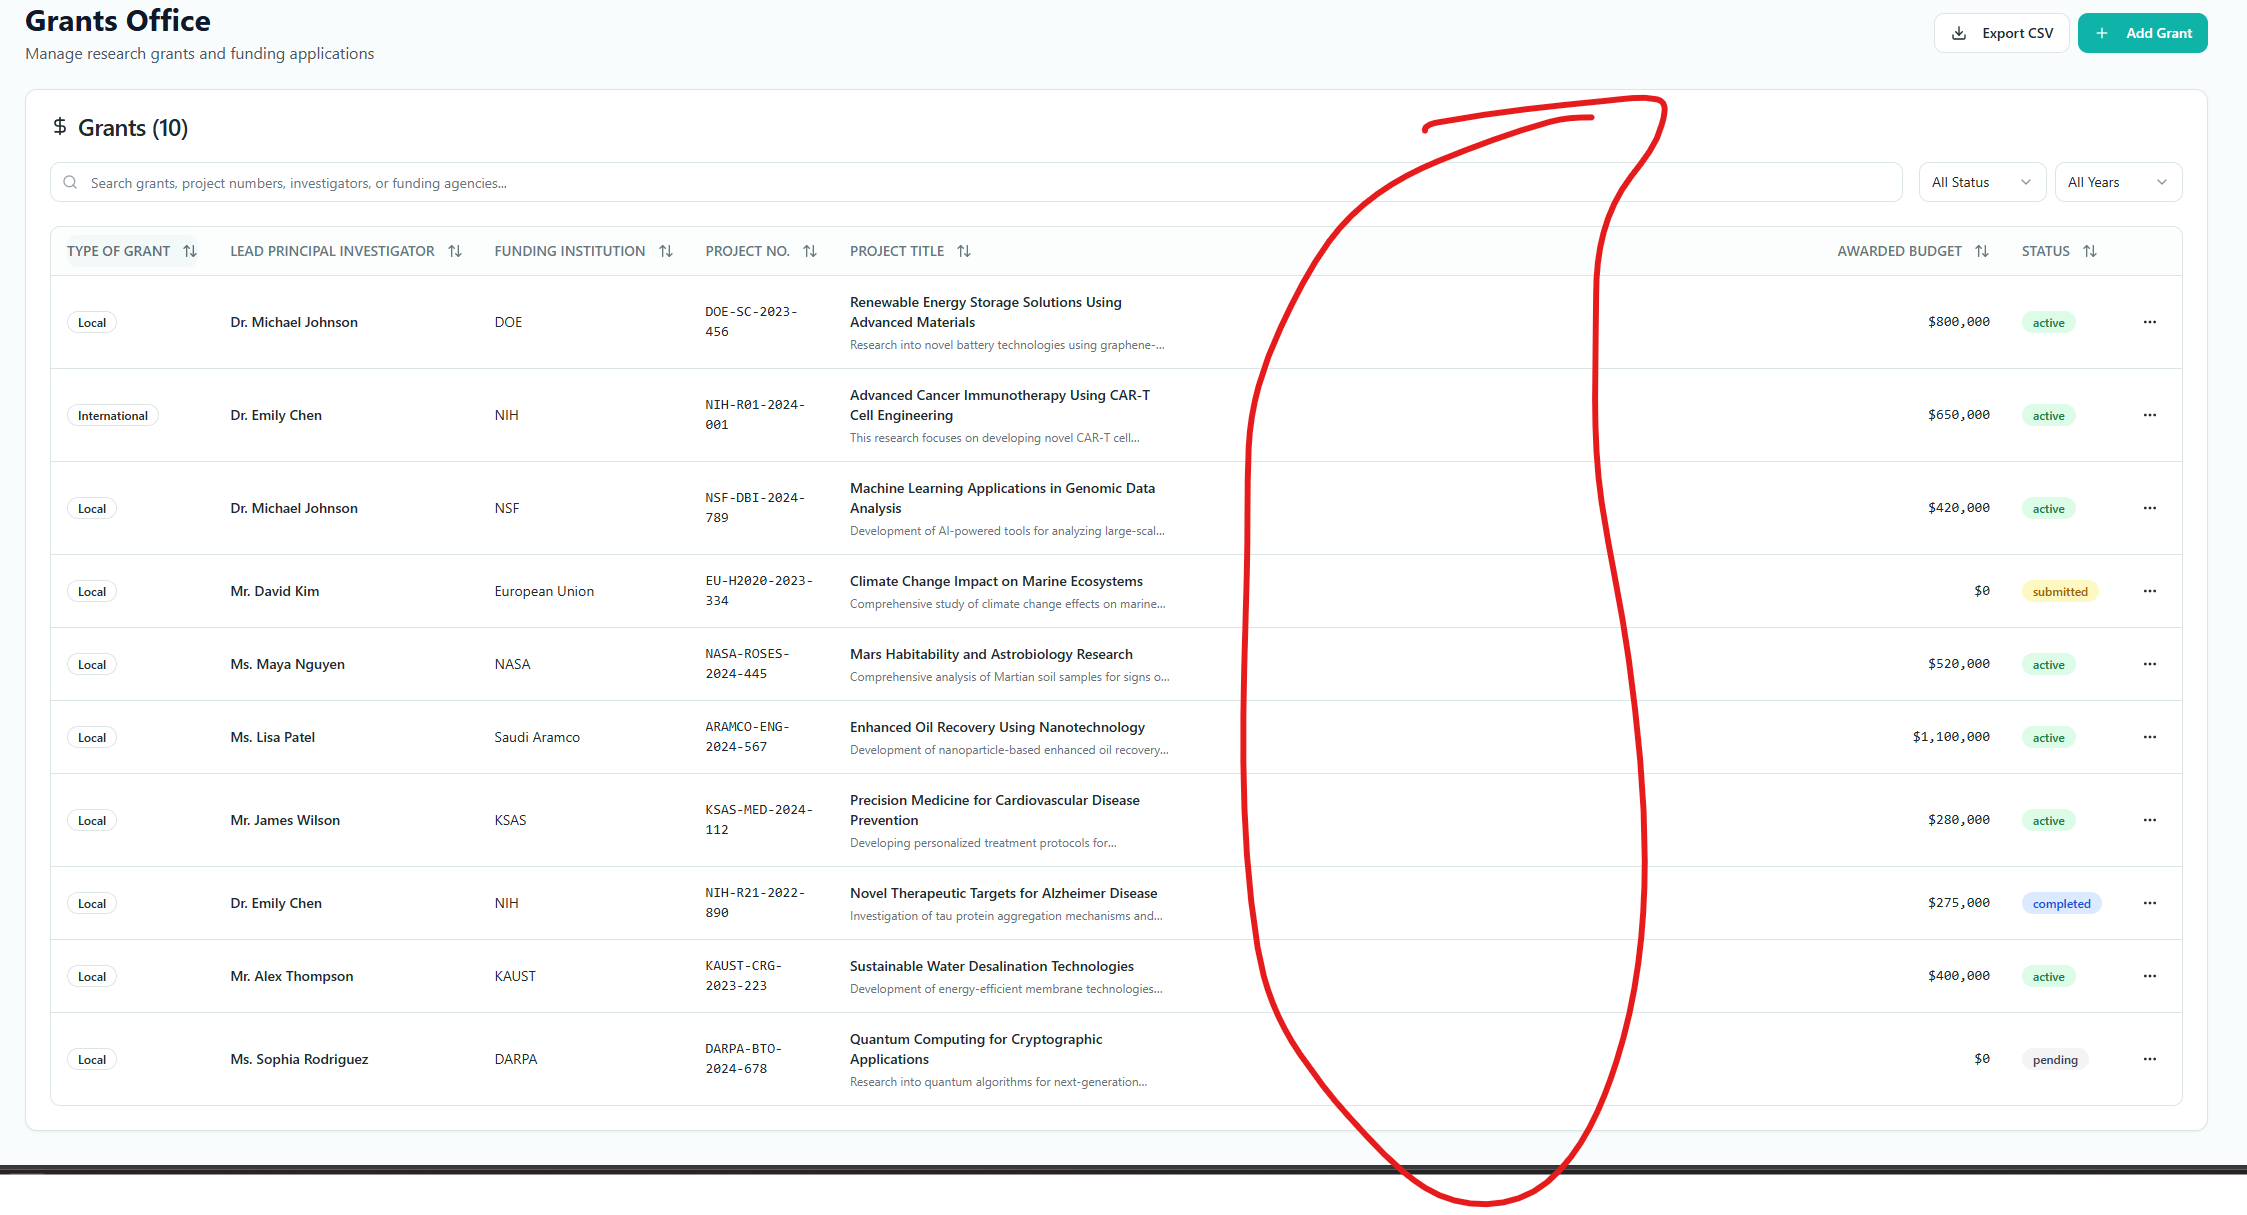 Grants Office
Manage research grants and funding applications
Export CSV
Add Grant
$ Grants (10)
Search grants, project numbers, investigators, or funding agencies...
All Status
All Years
TYPE OF GRANT LEAD PRINCIPAL INVESTIGATOR FUNDING INSTITUTION PROJECT NO. PROJECT TITLE AWARDED BUDGET STATUS
Local
Dr. Michael Johnson
DOE
DOE-SC-2023-
456
Renewable Energy Storage Solutions Using
Advanced Materials
Research into novel battery technologies using graphene-...
$800,000
active
International
Dr. Emily Chen
NIH
NIH-R01-2024-
001
Advanced Cancer Immunotherapy Using CAR-T
Cell Engineering
This research focuses on developing novel CAR-T cell...
$650,000
active
Local
Dr. Michael Johnson
NSF
NSF-DBI-2024-
789
Machine Learning Applications in Genomic Data
Analysis
Development of AI-powered tools for analyzing large-scal...
$420,000
active
Local
Mr. David Kim
European Union
EU-H2020-2023-
334
Climate Change Impact on Marine Ecosystems
Comprehensive study of climate change effects on marine...
$0
submitted
Local
Ms. Maya Nguyen
NASA
NASA-ROSES-
2024-445
Mars Habitability and Astrobiology Research
Comprehensive analysis of Martian soil samples for signs o...
$520,000
active
Local
Ms. Lisa Patel
Saudi Aramco
ARAMCO-ENG-
2024-567
Enhanced Oil Recovery Using Nanotechnology
Development of nanoparticle-based enhanced oil recovery...
$1,100,000
active
Local
Mr. James Wilson
KSAS
KSAS-MED-2024-
112
Precision Medicine for Cardiovascular Disease
Prevention
Developing personalized treatment protocols for...
$280,000
active
Local
Dr. Emily Chen
NIH
NIH-R21-2022-
890
Novel Therapeutic Targets for Alzheimer Disease
Investigation of tau protein aggregation mechanisms and...
$275,000
completed
Local
Mr. Alex Thompson
KAUST
KAUST-CRG-
2023-223
Sustainable Water Desalination Technologies
Development of energy-efficient membrane technologies...
$400,000
active
Local
Ms. Sophia Rodriguez
DARPA
DARPA-BTO-
2024-678
Quantum Computing for Cryptographic
Applications
Research into quantum algorithms for next-generation...
$0
pending